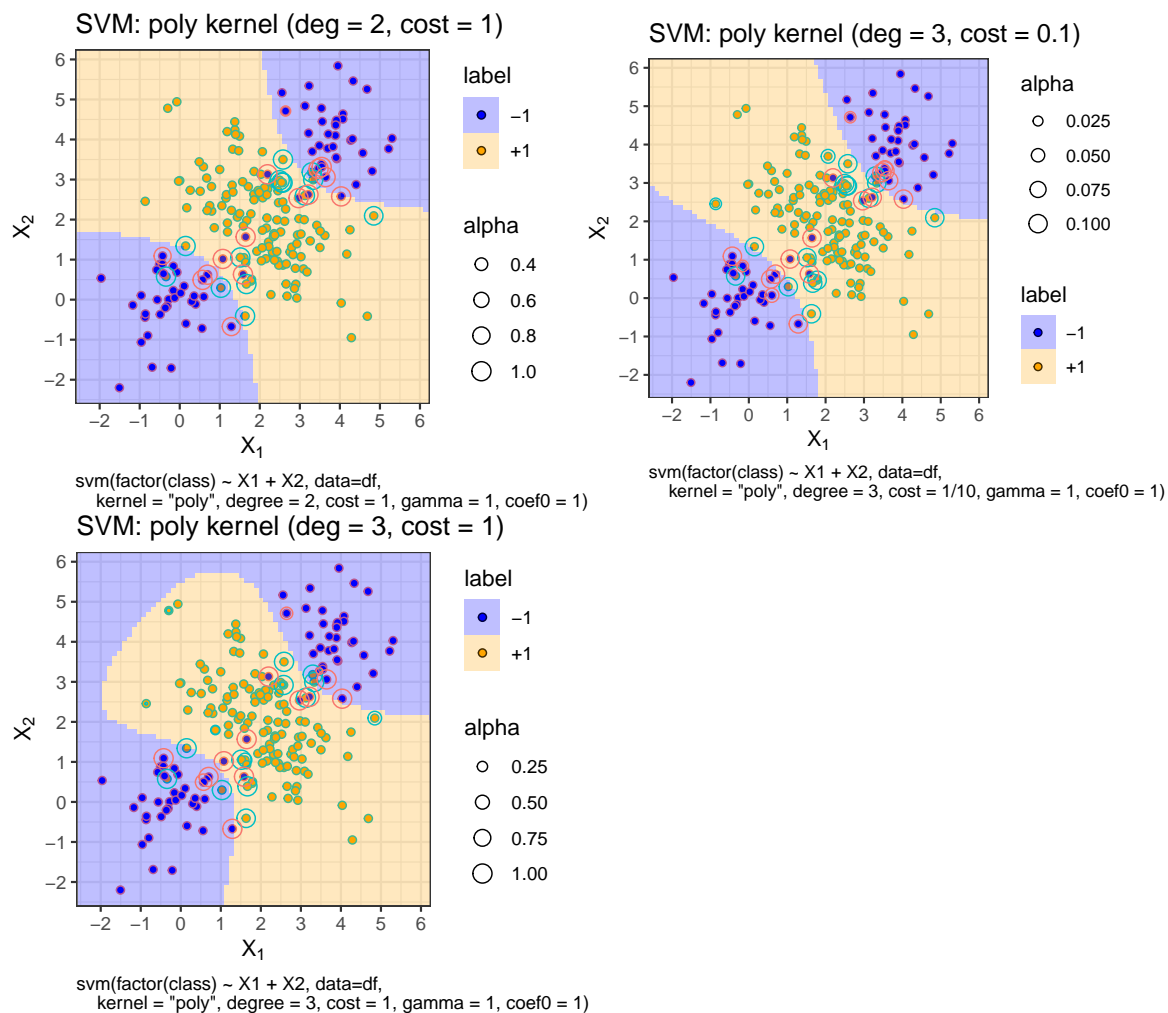 SVM: poly kernel (deg = 2, cost = 1)
6
5
4
3
2
1
0
−1
−2
X2
−2 −1 0 1 2 3 4 5 6
X1
label
−1
+1
alpha
0.4
0.6
0.8
1.0
svm(factor(class) ~ X1 + X2, data=df,
kernel = "poly", degree = 2, cost = 1, gamma = 1, coef0 = 1)
SVM: poly kernel (deg = 3, cost = 0.1)
6
5
4
3
2
1
0
−1
−2
X2
−2 −1 0 1 2 3 4 5 6
X1
alpha
0.025
0.050
0.075
0.100
label
−1
+1
svm(factor(class) ~ X1 + X2, data=df,
kernel = "poly", degree = 3, cost = 1/10, gamma = 1, coef0 = 1)
SVM: poly kernel (deg = 3, cost = 1)
6
5
4
3
2
1
0
−1
−2
X2
−2 −1 0 1 2 3 4 5 6
X1
label
−1
+1
alpha
0.25
0.50
0.75
1.00
svm(factor(class) ~ X1 + X2, data=df,
kernel = "poly", degree = 3, cost = 1, gamma = 1, coef0 = 1)